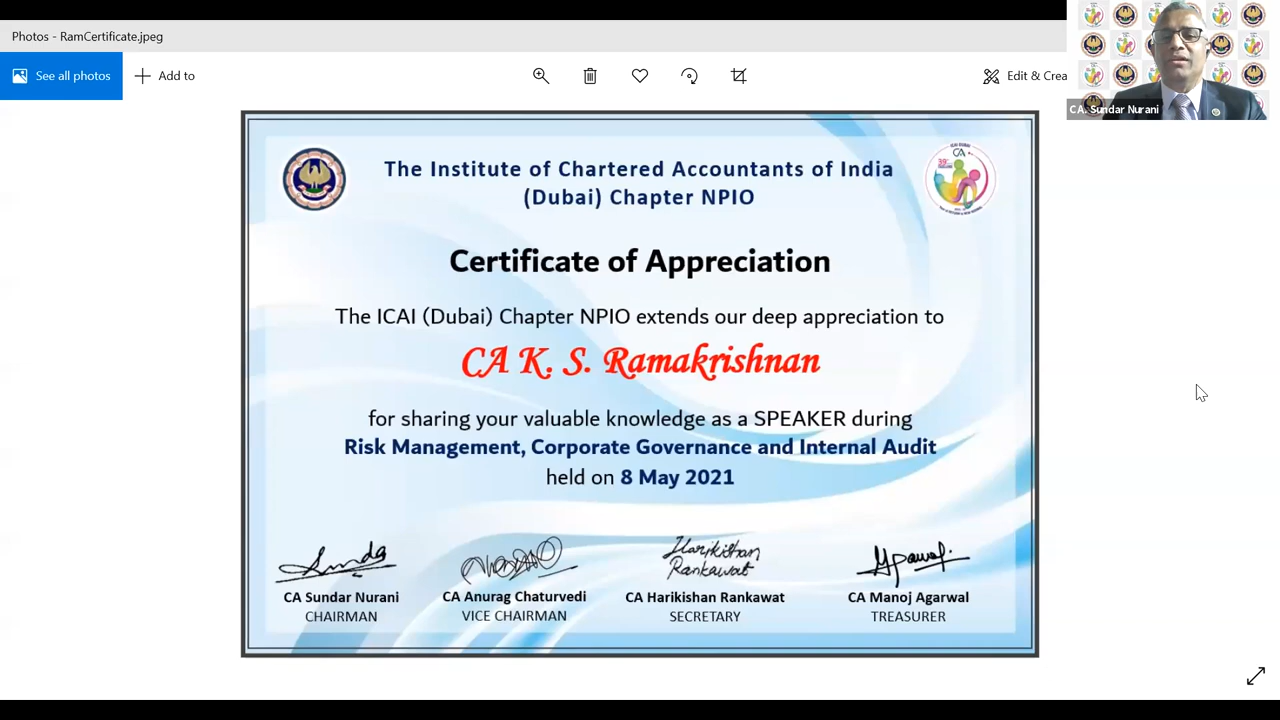 Photos - RamCertificate.jpeg
See all photos
Add to
Edit & Crea
CA. Sundar Nurani
The Institute of Chartered Accountants of India
(Dubai) Chapter NPIO
Certificate of Appreciation
The ICAI (Dubai) Chapter NPIO extends our deep appreciation to
CA K. S. Ramakrishnan
for sharing your valuable knowledge as a SPEAKER during
Risk Management, Corporate Governance and Internal Audit
held on 8 May 2021
Harikishan
Rankawat
CA Sundar Nurani
CHAIRMAN
CA Anurag Chaturvedi
VICE CHAIRMAN
CA Harikishan Rankawat
SECRETARY
CA Manoj Agarwal
TREASURER